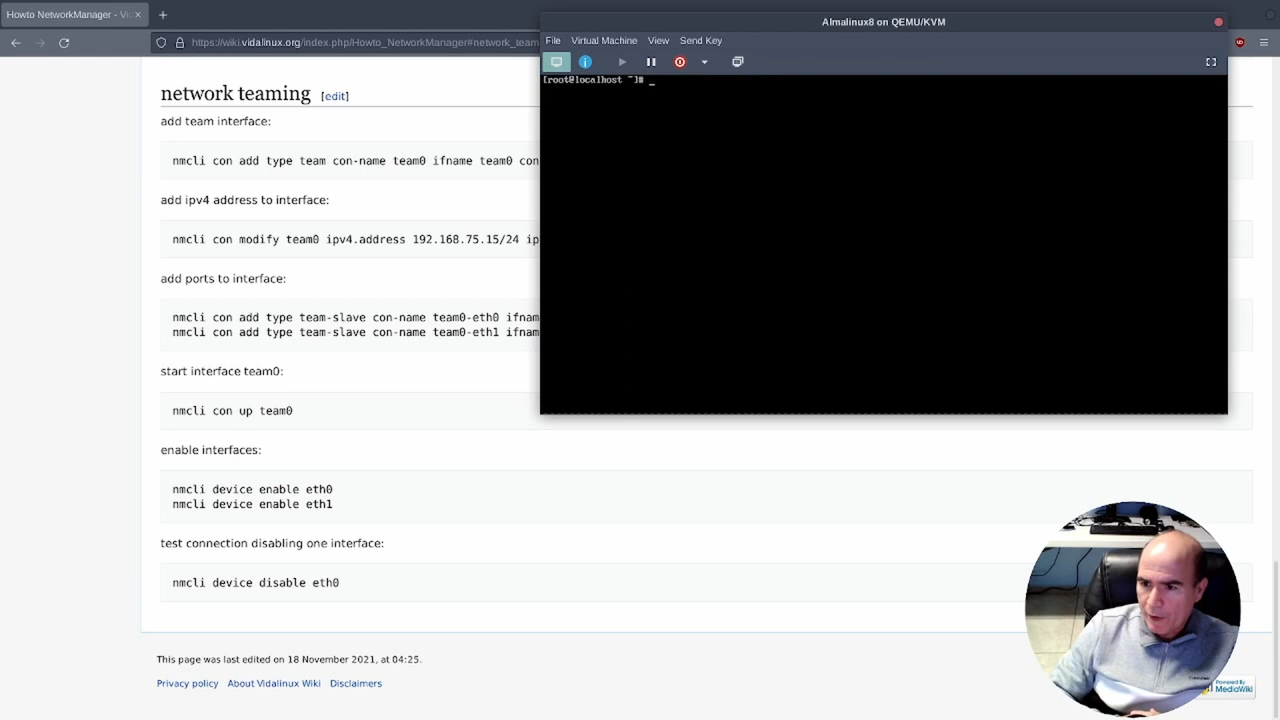 Howto NetworkManager - Vi
Almalinux8 on QEMU/KVM
File Virtual Machine View Send Key
https://wiki.vidalinux.org/index.php/Howto_NetworkManager#network_team
[root@localhost ~]# _
network teaming [edit]
add team interface:
nmcli con add type team con-name team0 ifname team0 con
add ipv4 address to interface:
nmcli con modify team0 ipv4.address 192.168.75.15/24 ip
add ports to interface:
nmcli con add type team-slave con-name team0-eth0 ifnam
nmcli con add type team-slave con-name team0-eth1 ifnam
start interface team0:
nmcli con up team0
enable interfaces:
nmcli device enable eth0
nmcli device enable eth1
test connection disabling one interface:
nmcli device disable eth0
This page was last edited on 18 November 2021, at 04:25.
Privacy policy About Vidalinux Wiki Disclaimers
Powered By
MediaWiki